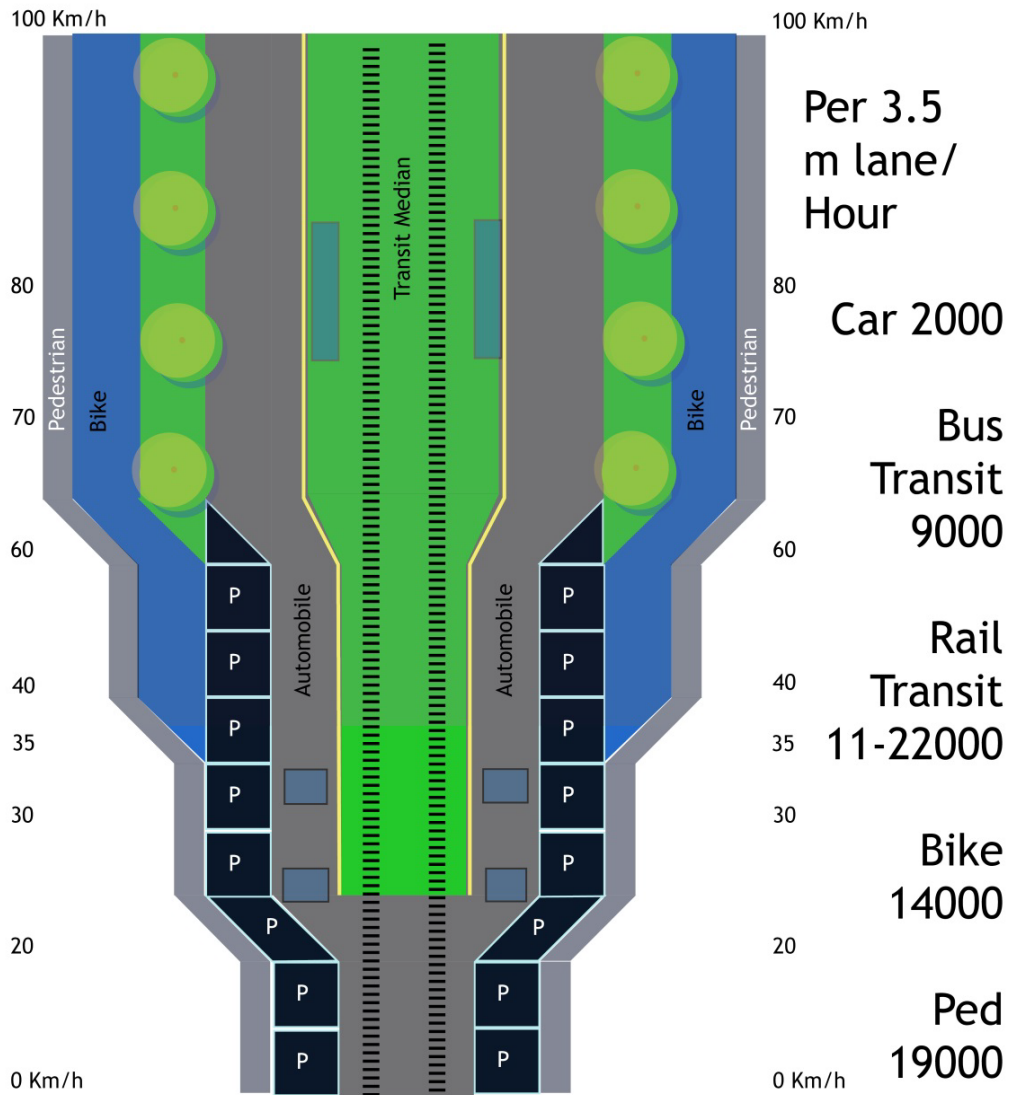 100 Km/h
100 Km/h
Per 3.5
m lane/
Hour
Transit Median
80
80
Car 2000
Pedestrian
Bike
Bike
Pedestrian
70
70
Bus
Transit
9000
60
60
P
P
Automobile
Automobile
Rail
Transit
11-22000
P
P
40
40
P
P
35
35
P
P
30
30
P
P
Bike
14000
P
P
20
20
P
P
Ped
19000
P
P
0 Km/h
0 Km/h